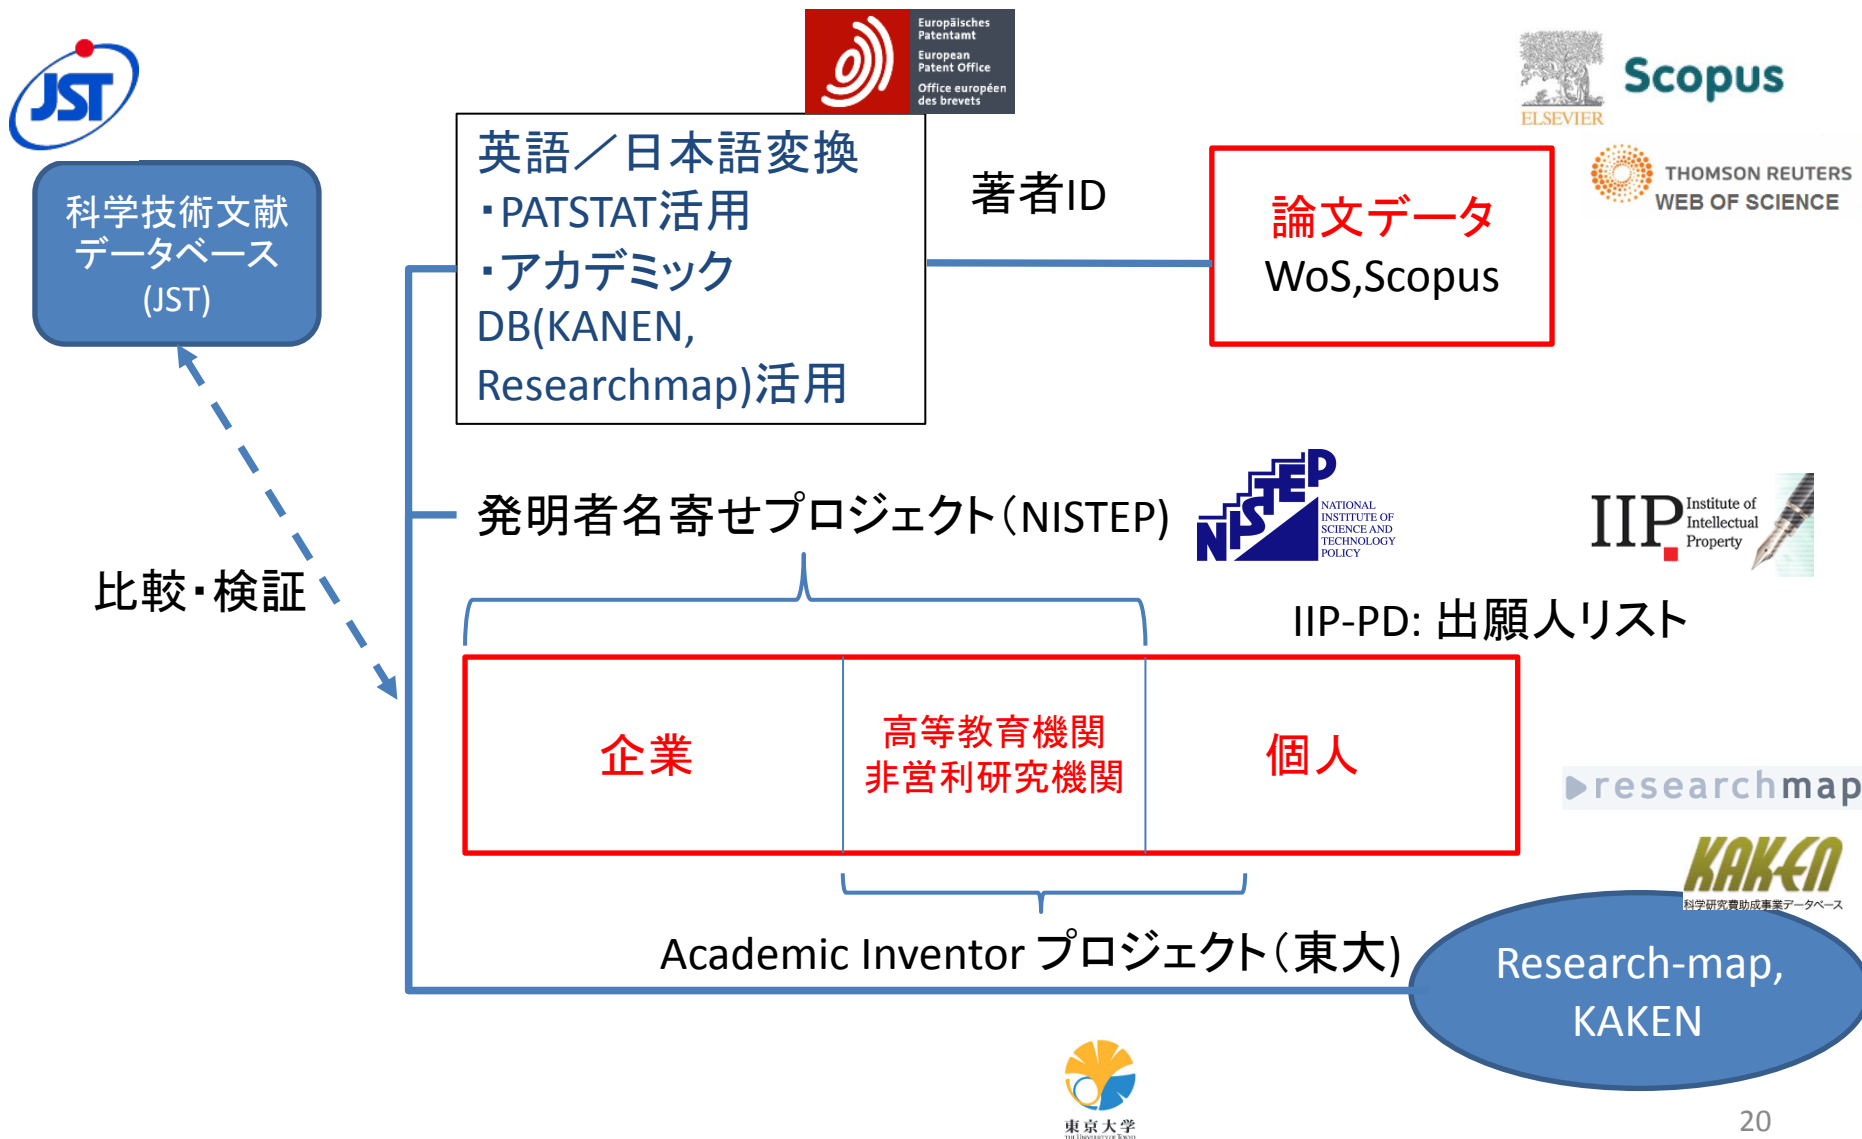 JST
Europäisches
Patentamt
European
Patent Office
Office européen
des brevets
ELSEVIER
Scopus
THOMSON REUTERS
WEB OF SCIENCE
科学技術文献
データベース
(JST)
英語／日本語変換
・PATSTAT活用
・アカデミック
DB(KANEN,
Researchmap)活用
著者ID
論文データ
WoS,Scopus
発明者名寄せプロジェクト（NISTEP)
NISTEP
NATIONAL
INSTITUTE OF
SCIENCE AND
TECHNOLOGY
POLICY
IIP
Institute of
Intellectual
Property
比較・検証
IIP-PD: 出願人リスト
企業
高等教育機関
非営利研究機関
個人
researchmap
KAKEN
科学研究費助成事業データベース
Academic Inventor プロジェクト（東大)
Research-map,
KAKEN
東京大学
THE UNIVERSITY OF TOKYO
20